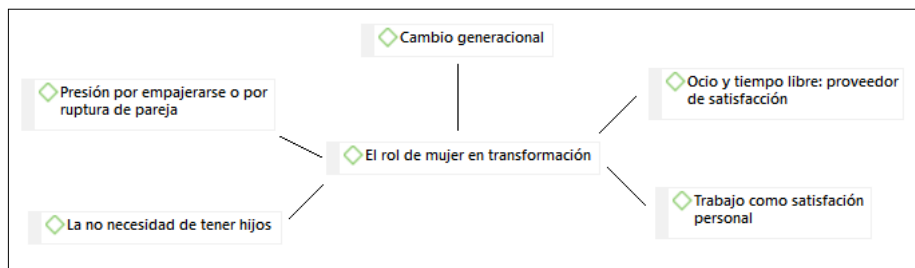 Cambio generacional
Presión por empajerarse o por
ruptura de pareja
Ocio y tiempo libre: proveedor
de satisfacción
El rol de mujer en transformación
La no necesidad de tener hijos
Trabajo como satisfación
personal